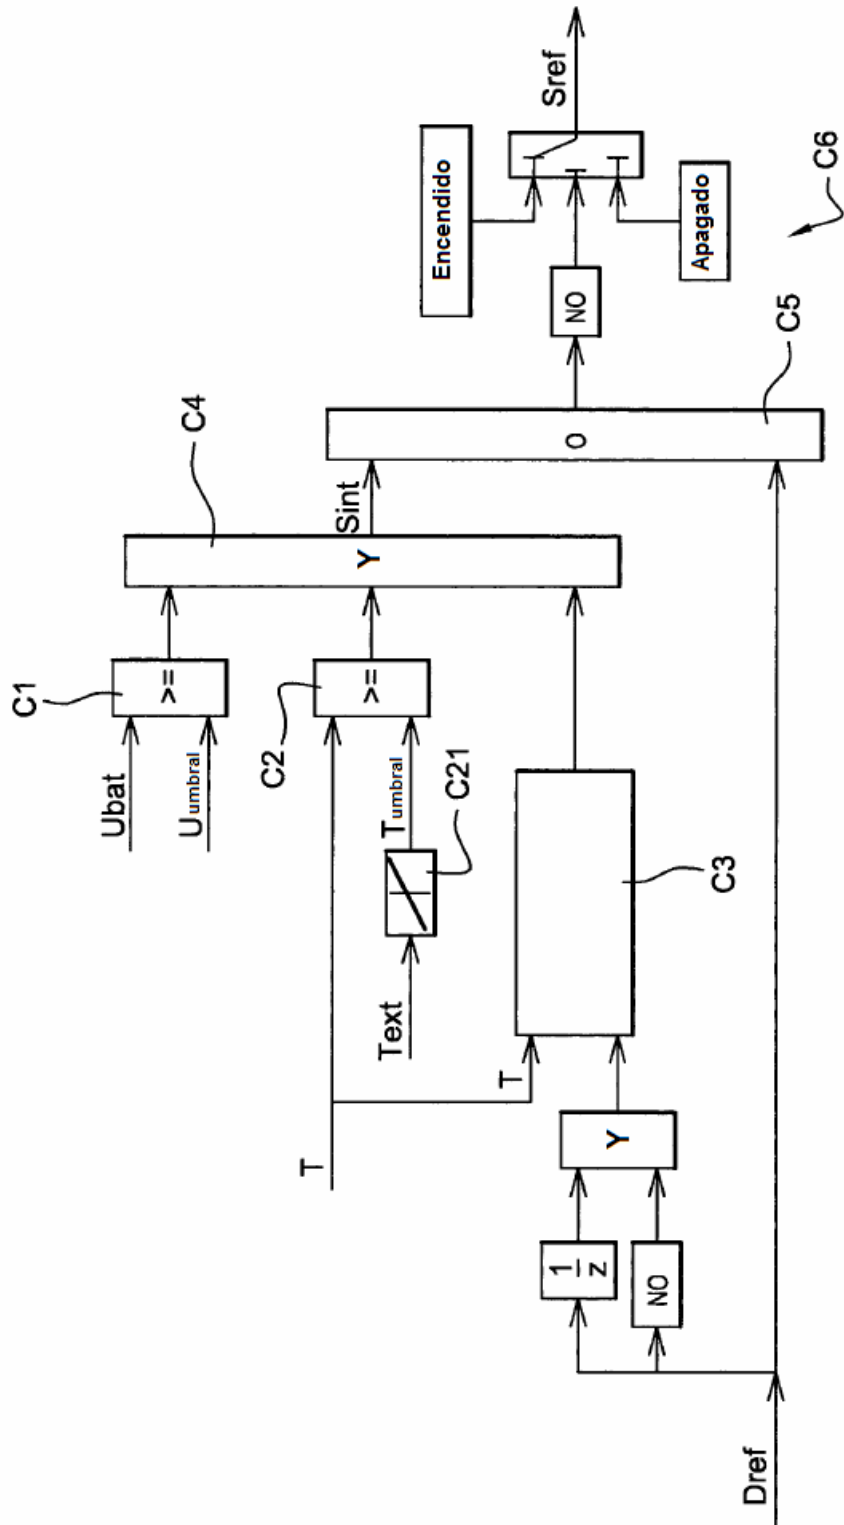 C1
Ubat
Uumbral
>=
C2
T
Text
Tumbral
C21
>=
C4
Y
Sint
T
C3
Dref
1
z
NO
Y
O
C5
NO
Encendido
Apagado
Sref
C6